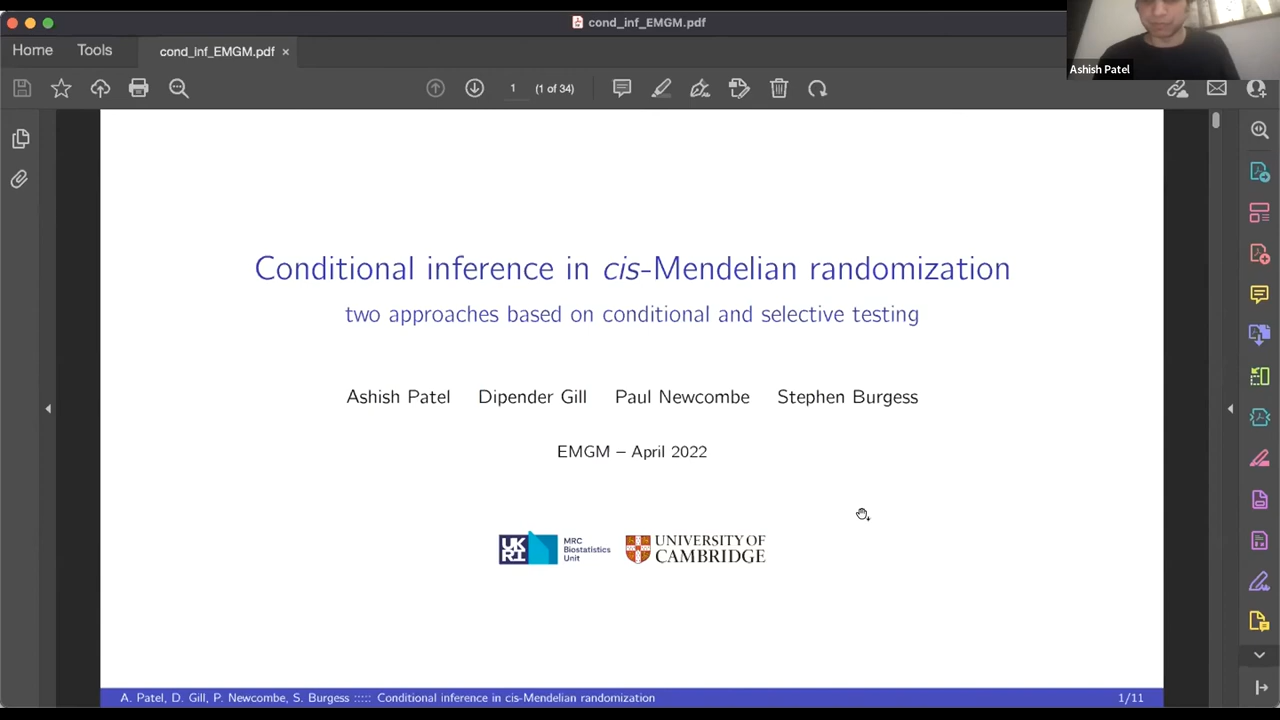 cond_inf_EMGM.pdf
Home
Tools
cond_inf_EMGM.pdf ×
1 (1 of 34)
Ashish Patel
Conditional inference in cis-Mendelian randomization
two approaches based on conditional and selective testing
Ashish Patel Dipender Gill Paul Newcombe Stephen Burgess
EMGM – April 2022
UKRI
MRC
Biostatistics
Unit
UNIVERSITY OF
CAMBRIDGE
A. Patel, D. Gill, P. Newcombe, S. Burgess ::::: Conditional inference in cis-Mendelian randomization
1/11